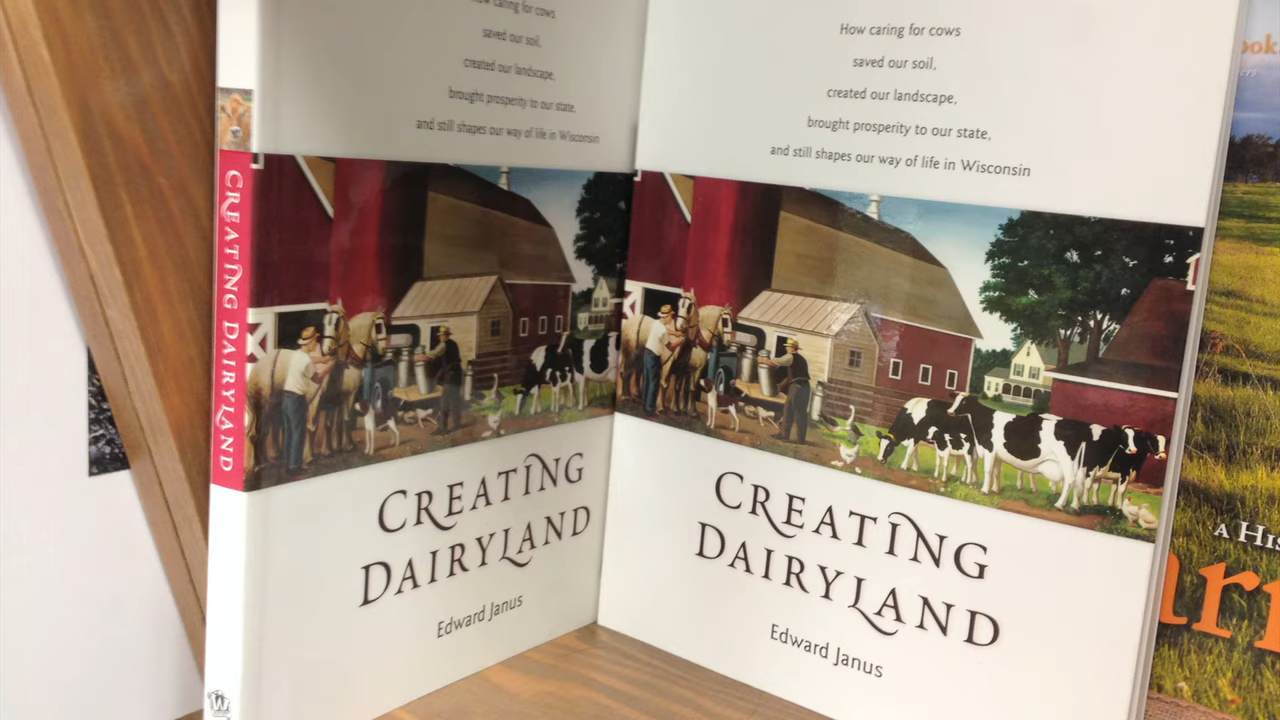 How caring for cows
saved our soil,
created our landscape,
brought prosperity to our state,
and still shapes our way of life in Wisconsin
CREATING DAIRYLAND
CREATING
DAIRYLAND
Edward Janus
How caring for cows
saved our soil,
created our landscape,
brought prosperity to our state,
and still shapes our way of life in Wisconsin
CREATING
DAIRYLAND
Edward Janus
W
A